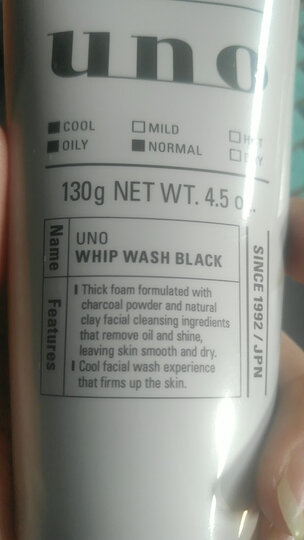 uno
COOL MILD
OILY NORMAL
130g NET WT. 4.5
Name
UNO
WHIP WASH BLACK
Features
Thick foam formulated with
charcoal powder and natural
clay facial cleansing ingredients
that remove oil and shine,
leaving skin smooth and dry.
Cool facial wash experience
that firms up the skin.
SINCE 1992 / JPN